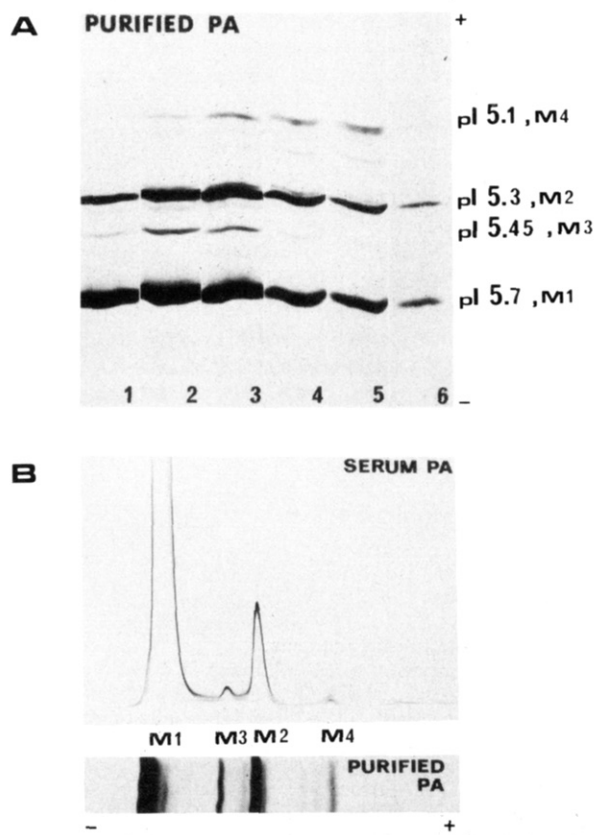 A
PURIFIED PA
+
pI 5.1 , M4
pI 5.3 , M2
pI 5.45 , M3
pI 5.7 , M1
1 2 3 4 5 6
–
B
SERUM PA
M1 M3 M2 M4
PURIFIED
PA
– +